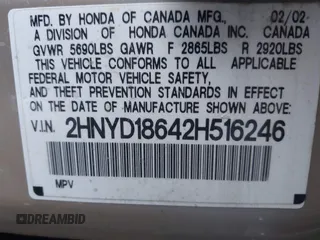 MFD. BY HONDA OF CANADA MFG., 02/02
A DIVISION OF HONDA CANADA INC. CANADA
GVWR 5690LBS GAWR F 2865LBS R 2920LBS
THIS VEHICLE CONFORMS TO ALL APPLICABLE
FEDERAL MOTOR VEHICLE SAFETY AND
THEFT PREVENTION STANDARDS IN EFFECT ON
THE DATE OF MANUFACTURE SHOWN ABOVE.
V.I.N. 2HNYD18642H516246
MPV
DREAMBID